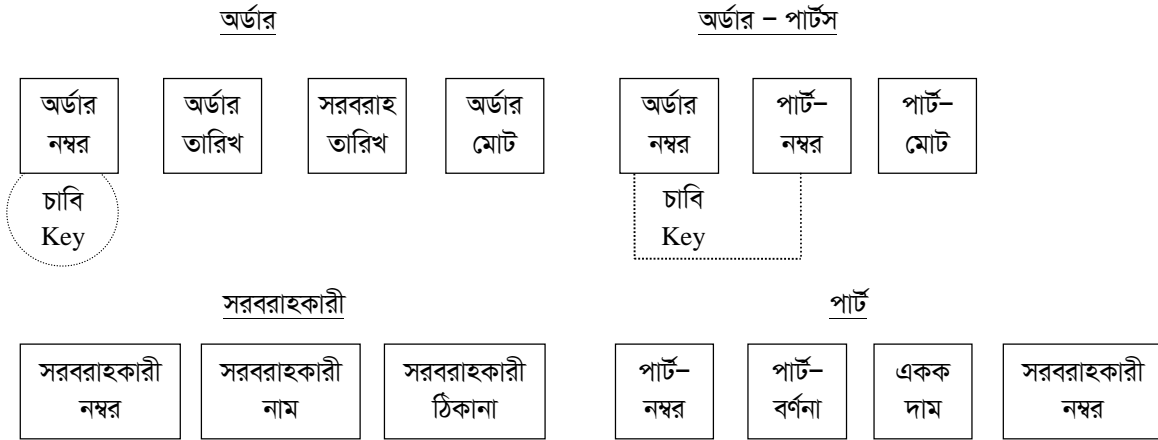 অর্ডার
অর্ডার – পার্টস
অর্ডার
নম্বর
অর্ডার
তারিখ
সরবরাহ
তারিখ
অর্ডার
মোট
অর্ডার
নম্বর
পার্ট–
নম্বর
পার্ট–
মোট
চাবি
Key
চাবি
Key
সরবরাহকারী
পার্ট
সরবরাহকারী
নম্বর
সরবরাহকারী
নাম
সরবরাহকারী
ঠিকানা
পার্ট–
নম্বর
পার্ট–
বর্ণনা
একক
দাম
সরবরাহকারী
নম্বর